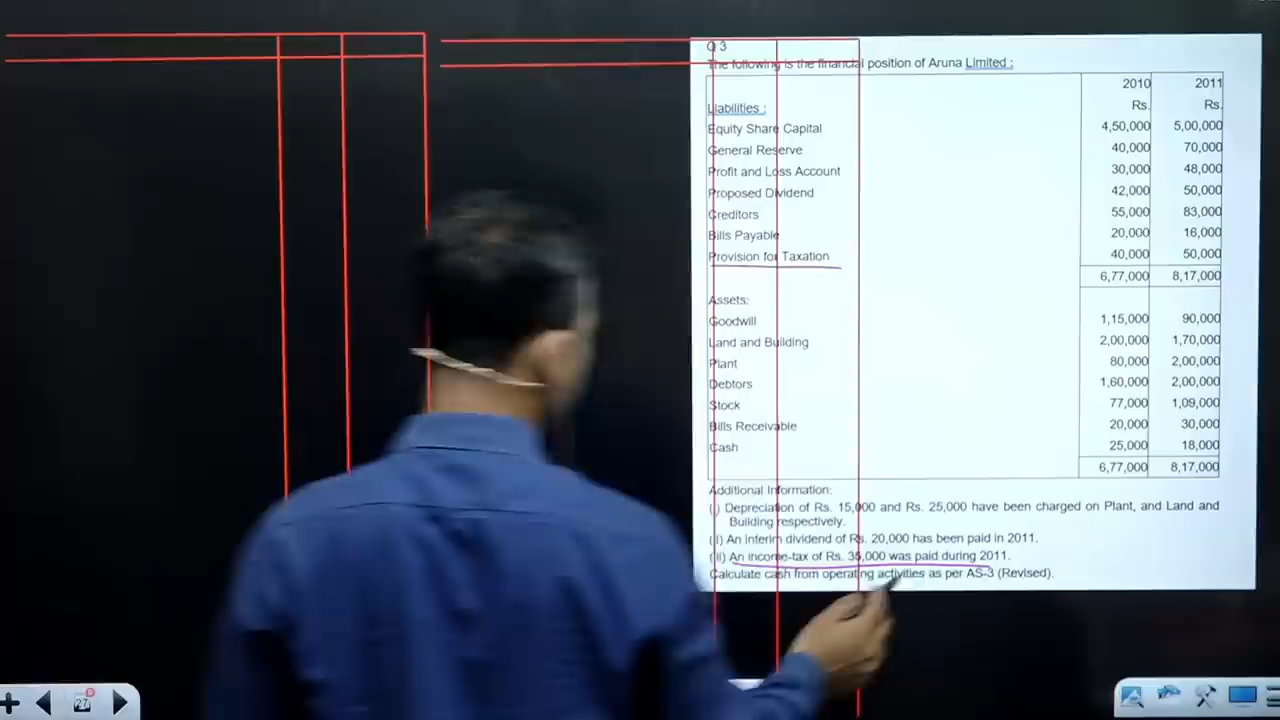 Q 3
The following is the financial position of Aruna Limited :
2010 2011
Rs. Rs.
Liabilities :
Equity Share Capital 4,50,000 5,00,000
General Reserve 40,000 70,000
Profit and Loss Account 30,000 48,000
Proposed Dividend 42,000 50,000
Creditors 55,000 83,000
Bills Payable 20,000 16,000
Provision for Taxation 40,000 50,000
6,77,000 8,17,000
Assets:
Goodwill 1,15,000 90,000
Land and Building 2,00,000 1,70,000
Plant 80,000 2,00,000
Debtors 1,60,000 2,00,000
Stock 77,000 1,09,000
Bills Receivable 20,000 30,000
Cash 25,000 18,000
6,77,000 8,17,000
Additional Information:
(i) Depreciation of Rs. 15,000 and Rs. 25,000 have been charged on Plant, and Land and
Building respectively.
(ii) An interim dividend of Rs. 20,000 has been paid in 2011.
(iii) An income-tax of Rs. 35,000 was paid during 2011.
Calculate cash from operating activities as per AS-3 (Revised).
27